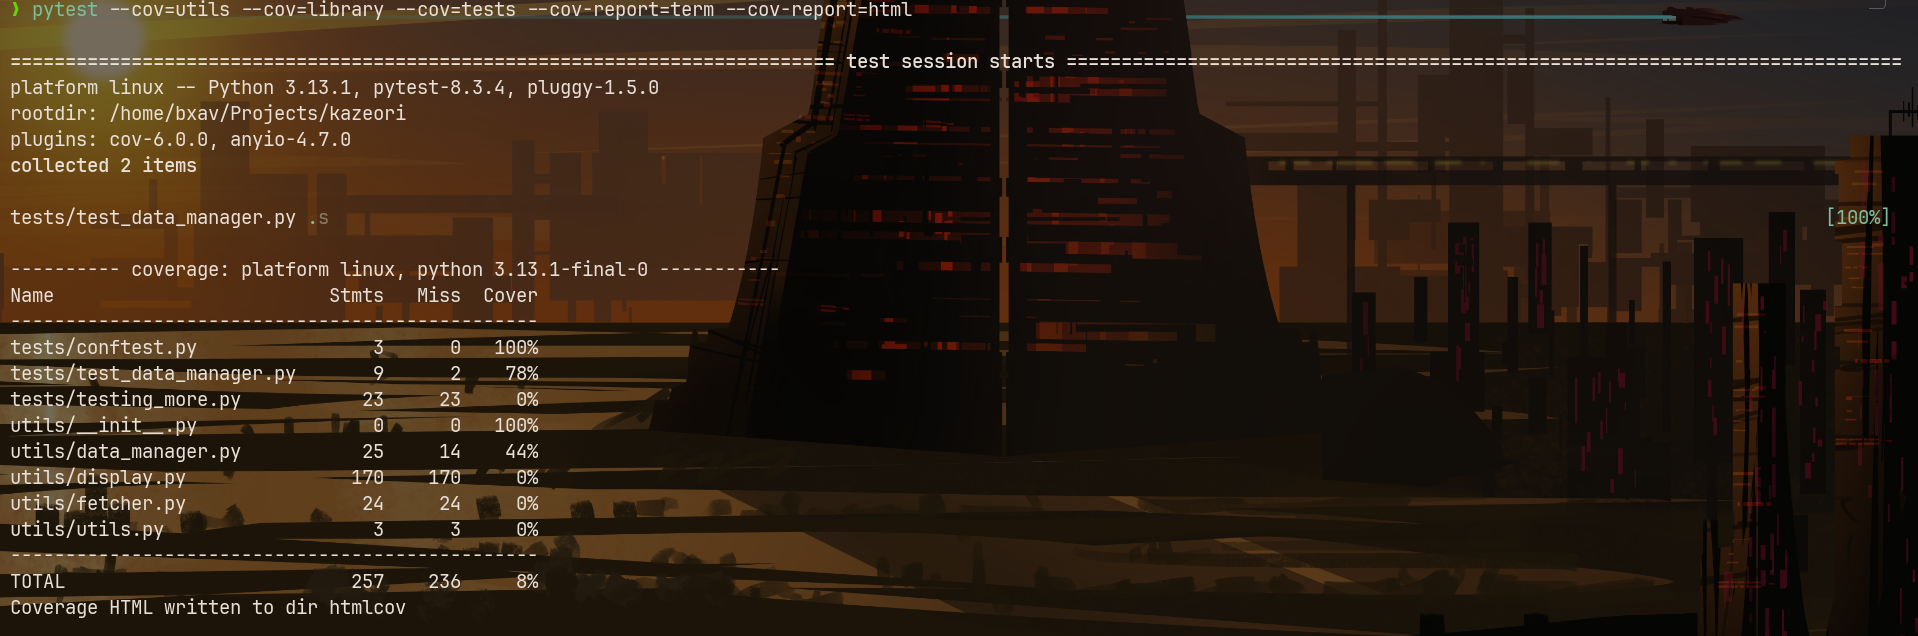 ❯ pytest --cov=utils --cov=library --cov=tests --cov-report=term --cov-report=html
=========================================================================== test session starts ============================================================================
platform linux -- Python 3.13.1, pytest-8.3.4, pluggy-1.5.0
rootdir: /home/bxav/Projects/kazeori
plugins: cov-6.0.0, anyio-4.7.0
collected 2 items
tests/test_data_manager.py .s [100%]
---------- coverage: platform linux, python 3.13.1-final-0 -----------
Name                         Stmts   Miss  Cover
------------------------------------------------
tests/conftest.py                3      0   100%
tests/test_data_manager.py       9      2    78%
tests/testing_more.py           23     23     0%
utils/__init__.py                0      0   100%
utils/data_manager.py           25     14    44%
utils/display.py               170    170     0%
utils/fetcher.py                24     24     0%
utils/utils.py                   3      3     0%
------------------------------------------------
TOTAL                          257    236     8%
Coverage HTML written to dir htmlcov